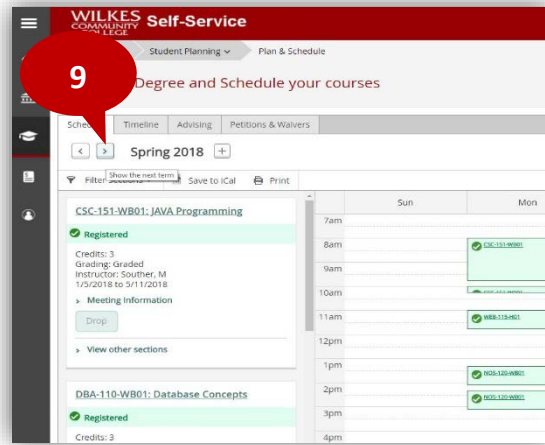 WILKES
COMMUNITY
COLLEGE
Self-Service
Student Planning
Plan & Schedule
9
Degree and Schedule your courses
Timeline
Advising
Petitions & Waivers
Spring 2018
Show the next term
Filter
Save to iCal
Print
CSC-151-WB01: JAVA Programming
Registered
Credits: 3
Grading: Graded
Instructor: Souther, M
1/5/2018 to 5/11/2018
Meeting Information
Drop
View other sections
DBA-110-WB01: Database Concepts
Registered
Credits: 3
Sun
Mon
7am
8am
CSC-151-WB01
9am
10am
11am
WEB-115-H01
12pm
1pm
NOS-120-WB01
2pm
NOS-120-WB01
3pm
4pm